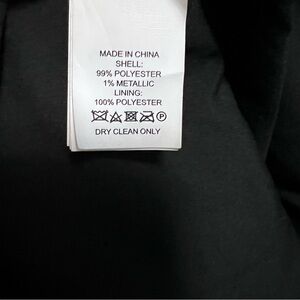 MADE IN CHINA
SHELL:
99% POLYESTER
1% METALLIC
LINING:
100% POLYESTER
P
DRY CLEAN ONLY